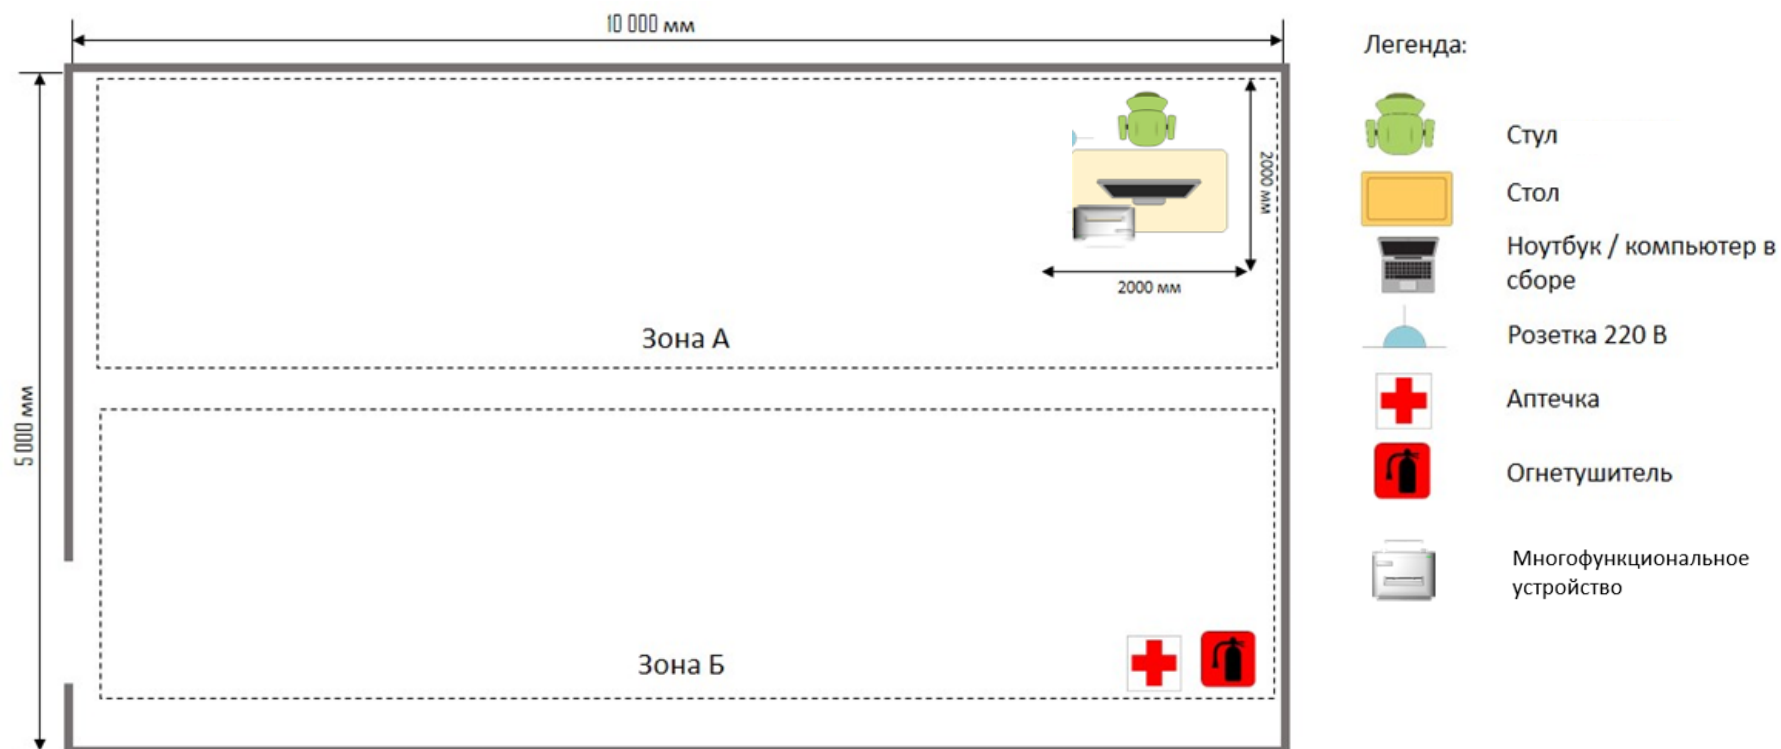 10 000 мм
5 000 мм
2000 мм
2000 мм
Зона А
Зона Б
Легенда:
Стул
Стол
Ноутбук / компьютер в
сборе
Розетка 220 В
Аптечка
Огнетушитель
Многофункциональное
устройство